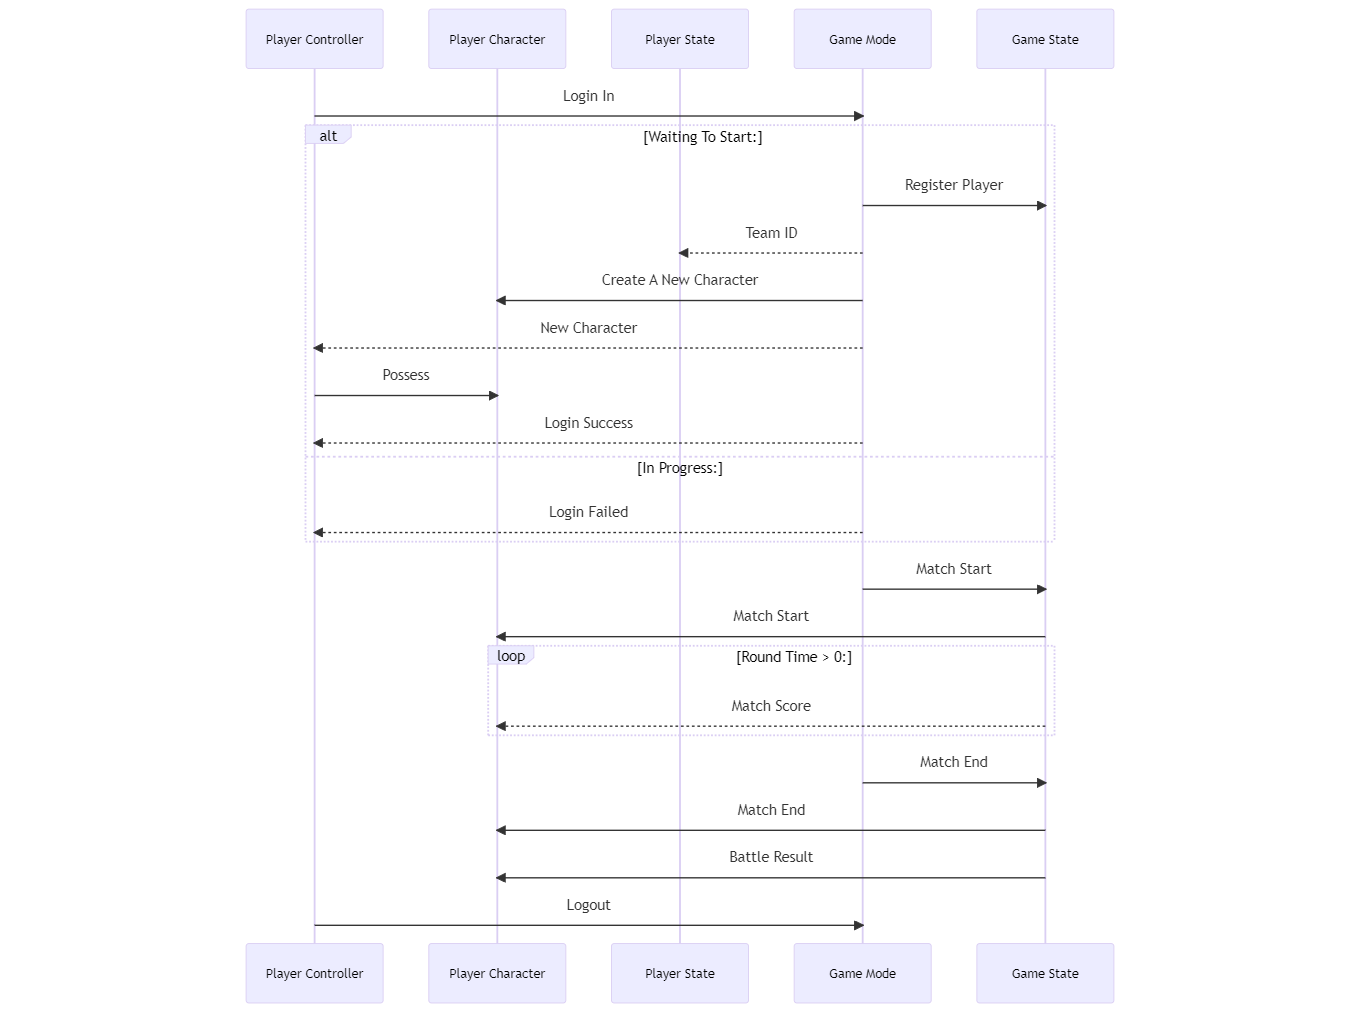 Player Controller
Player Character
Player State
Game Mode
Game State
Login In
alt
[Waiting To Start:]
Register Player
Team ID
Create A New Character
New Character
Possess
Login Success
[In Progress:]
Login Failed
Match Start
Match Start
loop
[Round Time > 0:]
Match Score
Match End
Match End
Battle Result
Logout
Player Controller
Player Character
Player State
Game Mode
Game State